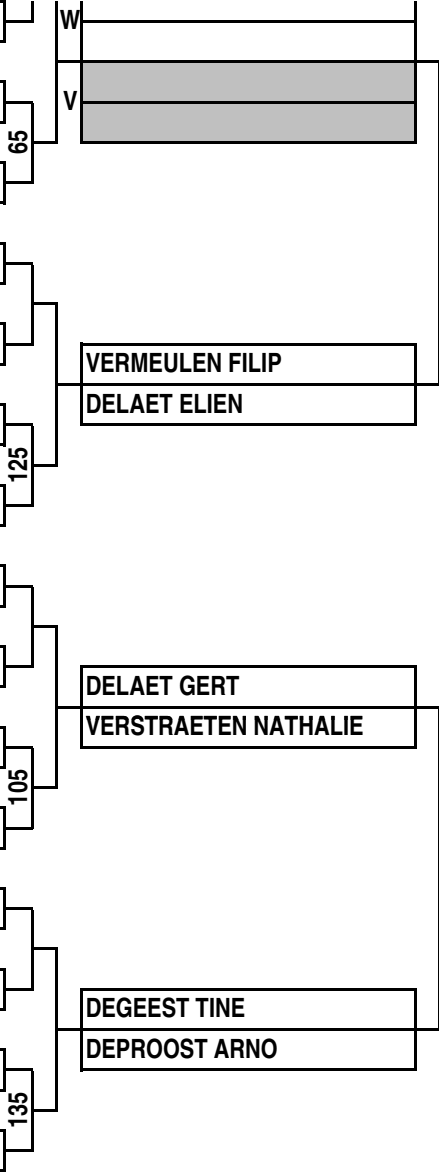 W
V
65
VERMEULEN FILIP
DELAET ELIEN
125
DELAET GERT
VERSTRAETEN NATHALIE
105
DEGEEST TINE
DEPROOST ARNO
135